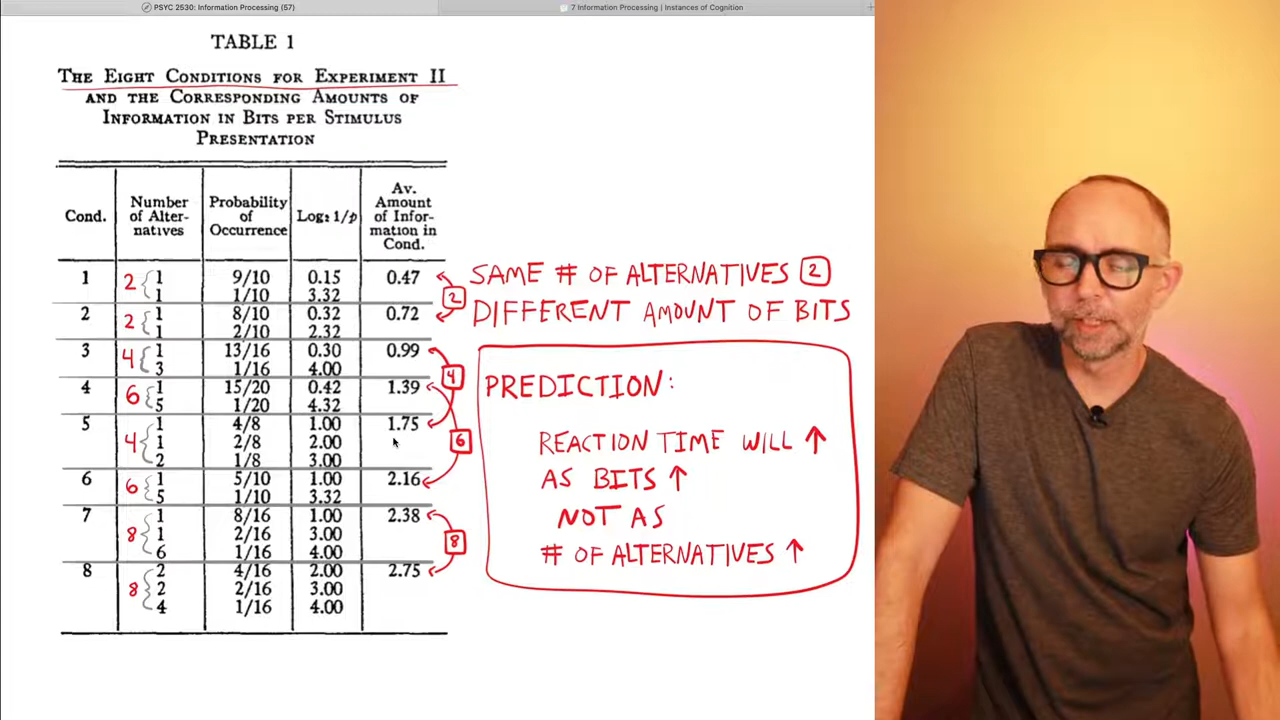 PSYC 2530: Information Processing (57)
7 Information Processing | Instances of Cognition
TABLE 1
THE EIGHT CONDITIONS FOR EXPERIMENT II
AND THE CORRESPONDING AMOUNTS OF
INFORMATION IN BITS PER STIMULUS
PRESENTATION
Cond.
Number
of Alter-
natives
Probability
of
Occurrence
Log₂ 1/p
Av.
Amount
of Infor-
mation in
Cond.
1 2 { 1 9/10 0.15 0.47
1 1/10 3.32
2 2 { 1 8/10 0.32 0.72
1 2/10 2.32
3 4 { 1 13/16 0.30 0.99
3 1/16 4.00
4 6 { 1 15/20 0.42 1.39
5 1/20 4.32
5 4 { 1 4/8 1.00 1.75
1 2/8 2.00
2 1/8 3.00
6 6 { 1 5/10 1.00 2.16
5 1/10 3.32
7 8 { 1 8/16 1.00 2.38
1 2/16 3.00
6 1/16 4.00
8 8 { 2 4/16 2.00 2.75
2 2/16 3.00
4 1/16 4.00
2
4
6
8
SAME # OF ALTERNATIVES 2
DIFFERENT AMOUNT OF BITS
PREDICTION:
REACTION TIME WILL ↑
AS BITS ↑
NOT AS
# OF ALTERNATIVES ↑